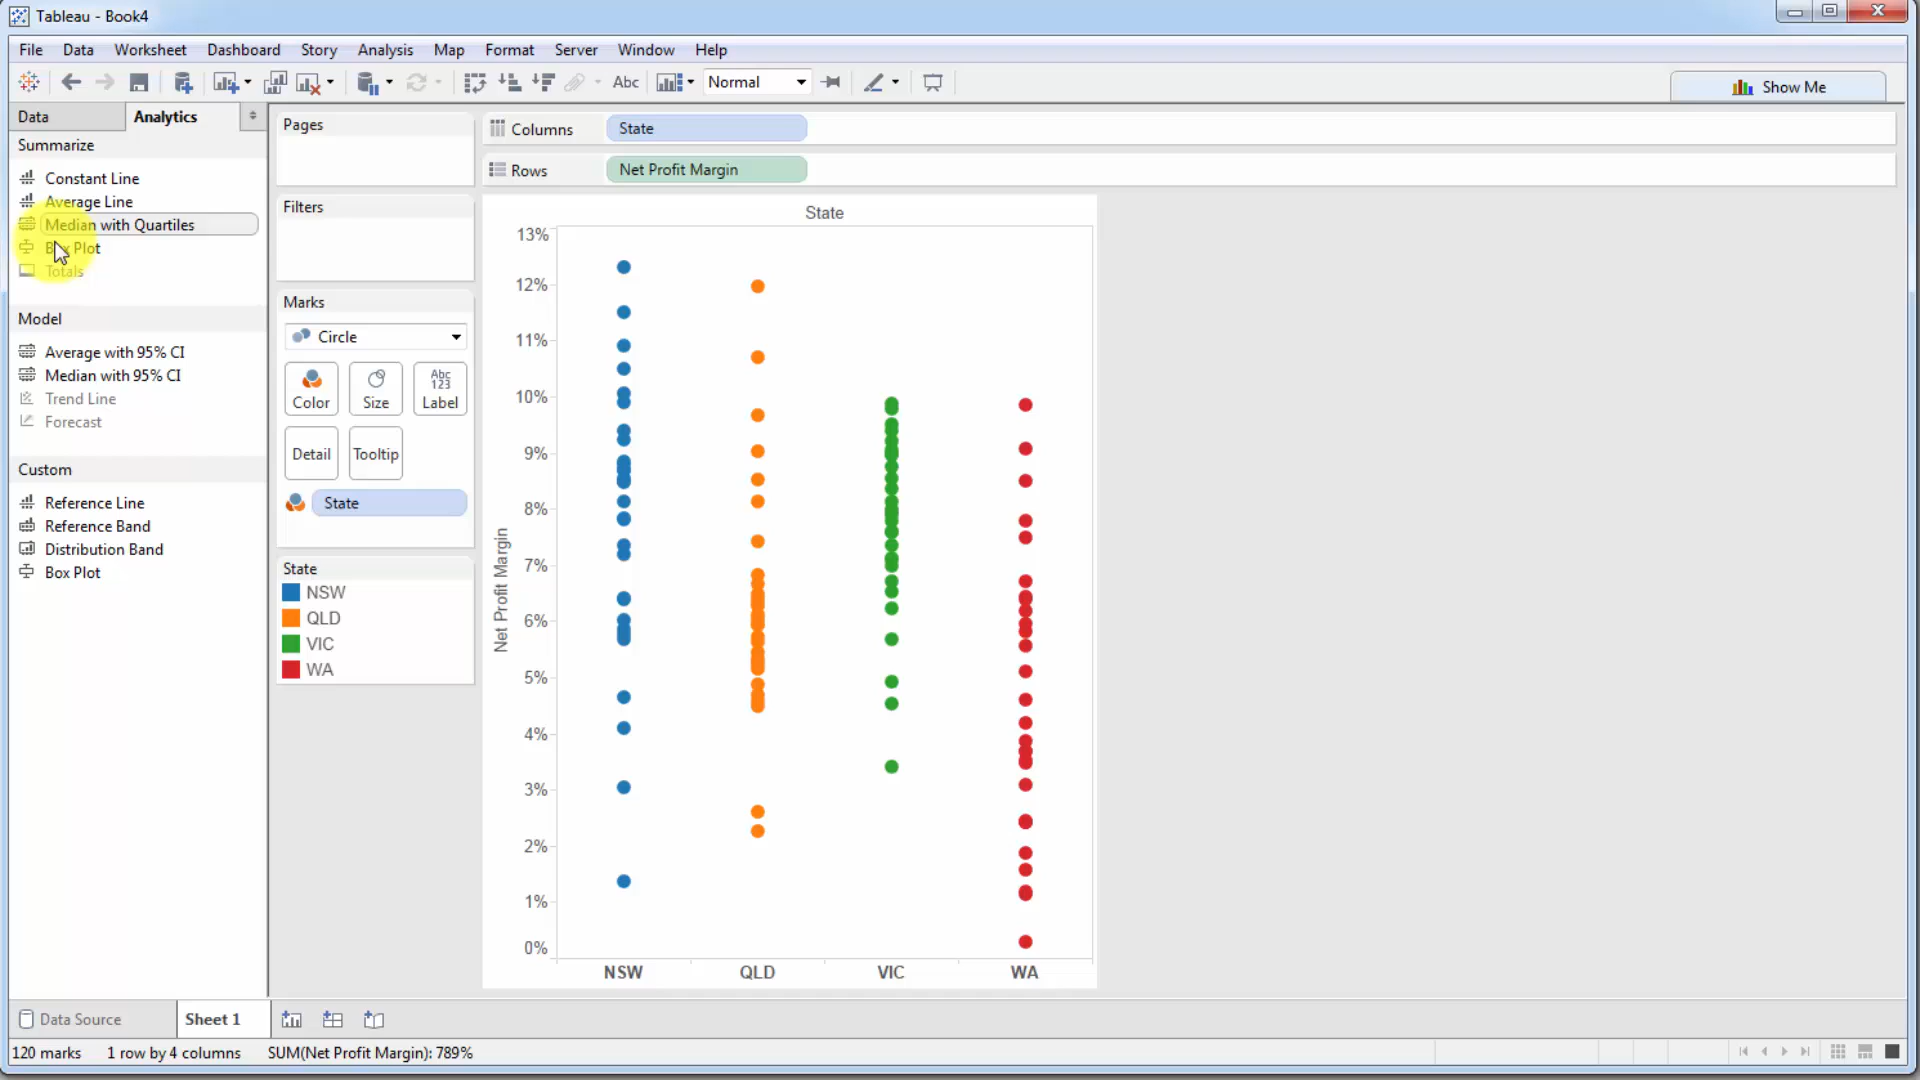 Tableau - Book4
File Data Worksheet Dashboard Story Analysis Map Format Server Window Help
Abc Normal Show Me
Data Analytics
Summarize
Constant Line
Average Line
Median with Quartiles
Box Plot
Totals
Model
Average with 95% CI
Median with 95% CI
Trend Line
Forecast
Custom
Reference Line
Reference Band
Distribution Band
Box Plot
Pages
Filters
Marks
Circle
Color
Size
Abc
123
Label
Detail
Tooltip
State
State
NSW
QLD
VIC
WA
Columns State
Rows Net Profit Margin
State
Net Profit Margin
13%
12%
11%
10%
9%
8%
7%
6%
5%
4%
3%
2%
1%
0%
NSW QLD VIC WA
Data Source Sheet 1
120 marks 1 row by 4 columns SUM(Net Profit Margin): 789%